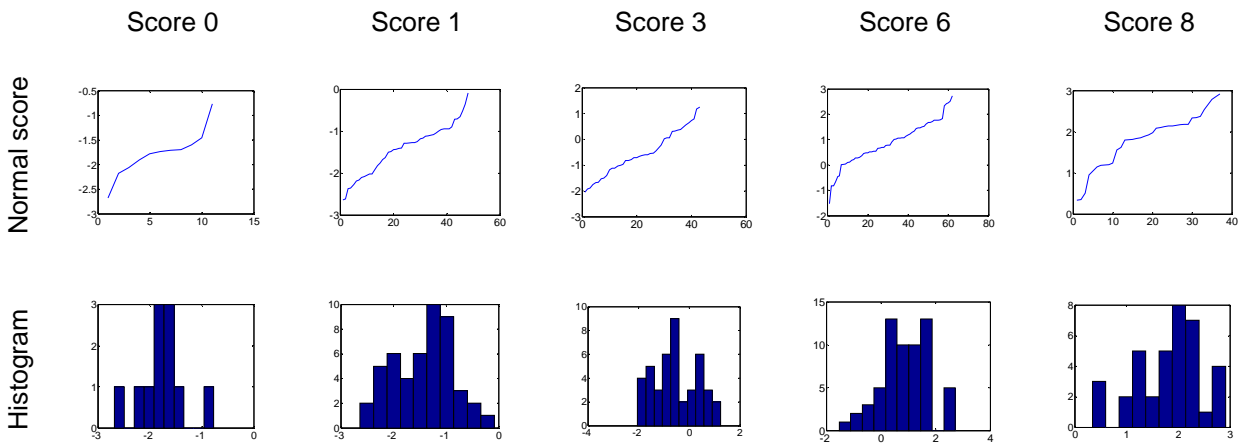 Score 0 Score 1 Score 3 Score 6 Score 8
Normal score
-0.5 -1 -1.5 -2 -2.5 -3
0 5 10 15
0 -1 -2 -3
0 20 40 60
2 1 0 -1 -2 -3
0 20 40 60
3 2 1 0 -1 -2
0 20 40 60 80
3 2 1 0
0 10 20 30 40
Histogram
3 2 1 0
-3 -2 -1 0
10 8 6 4 2 0
-3 -2 -1 0
10 8 6 4 2 0
-4 -2 0 2
15 10 5 0
-2 0 2 4
8 6 4 2 0
0 1 2 3